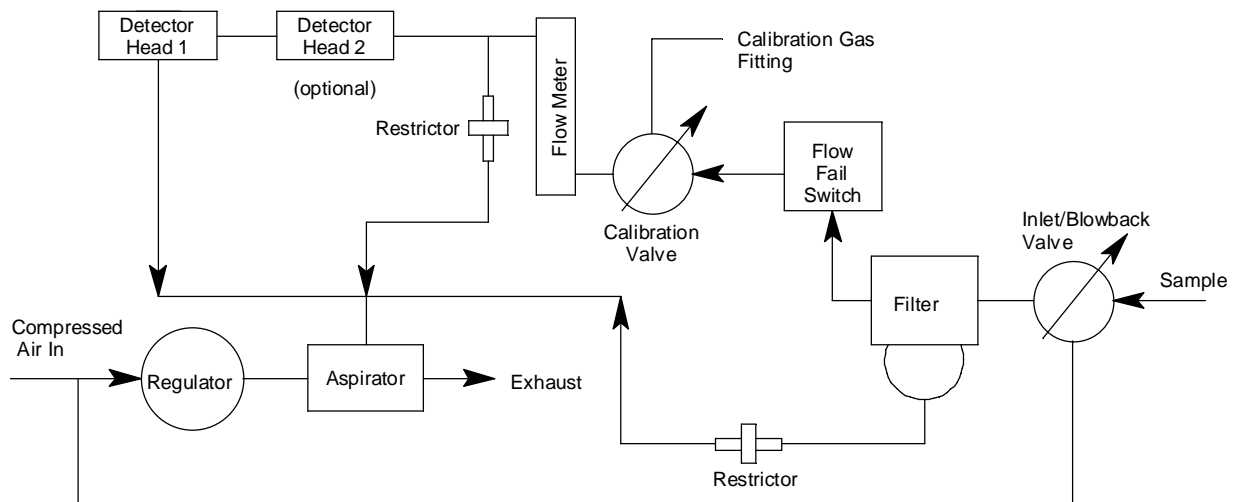 Detector
Head 1
Detector
Head 2
(optional)
Restrictor
Flow Meter
Calibration Gas
Fitting
Calibration
Valve
Flow
Fail
Switch
Inlet/Blowback
Valve
Sample
Filter
Compressed
Air In
Regulator
Aspirator
Exhaust
Restrictor